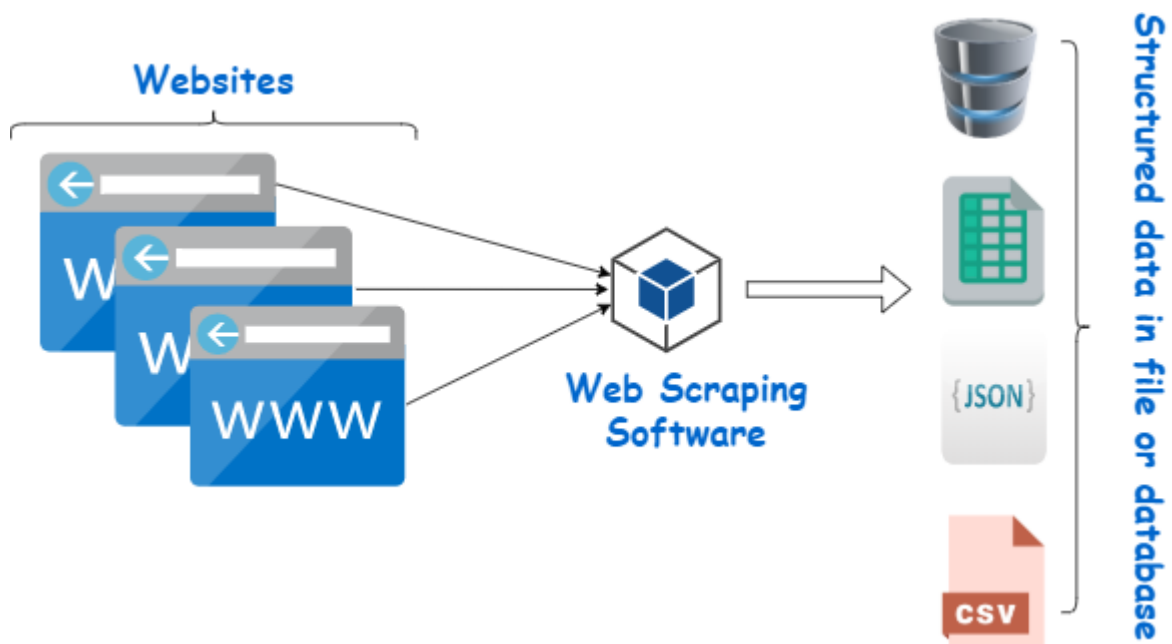 Websites
W
W
WWW
Web Scraping
Software
{JSON}
CSV
Structured data in file or database